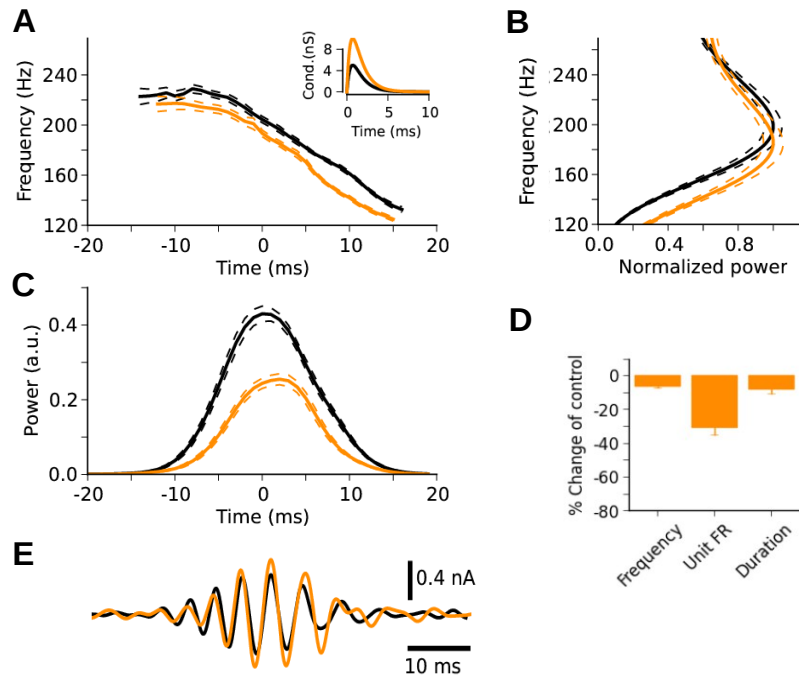 A
Frequency (Hz)
240
200
160
120
-20
-10
0
10
20
Time (ms)
Cond.(nS)
8
4
0
0
5
10
Time (ms)
B
Frequency (Hz)
240
200
160
120
0.0
0.4
0.8
Normalized power
C
Power (a.u.)
0.4
0.2
0.0
-20
-10
0
10
20
Time (ms)
D
% Change of control
0
-20
-40
-60
-80
Frequency
Unit FR
Duration
E
0.4 nA
10 ms